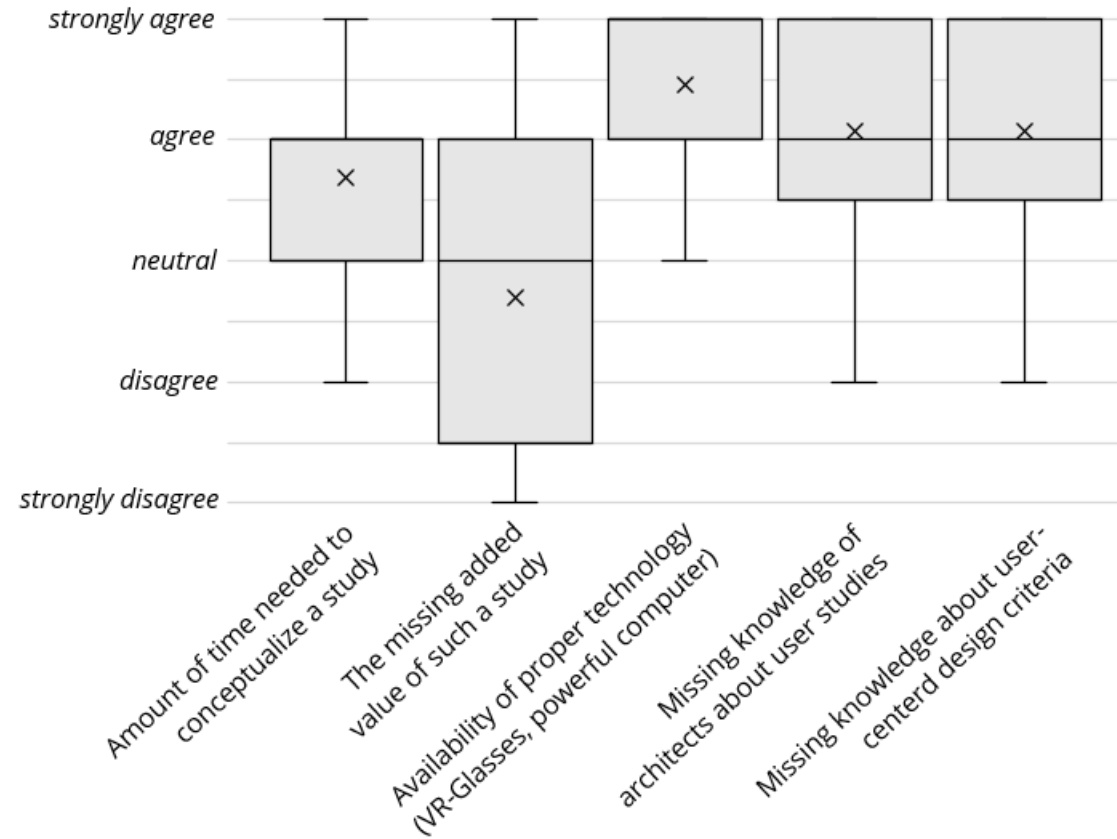 strongly agree
agree
neutral
disagree
strongly disagree
Amount of time needed to
conceptualize a study
The missing added
value of such a study
Availability of proper technology
(VR-Glasses, powerful computer)
Missing knowledge of
architects about user studies
Missing knowledge about user-
centerd design criteria